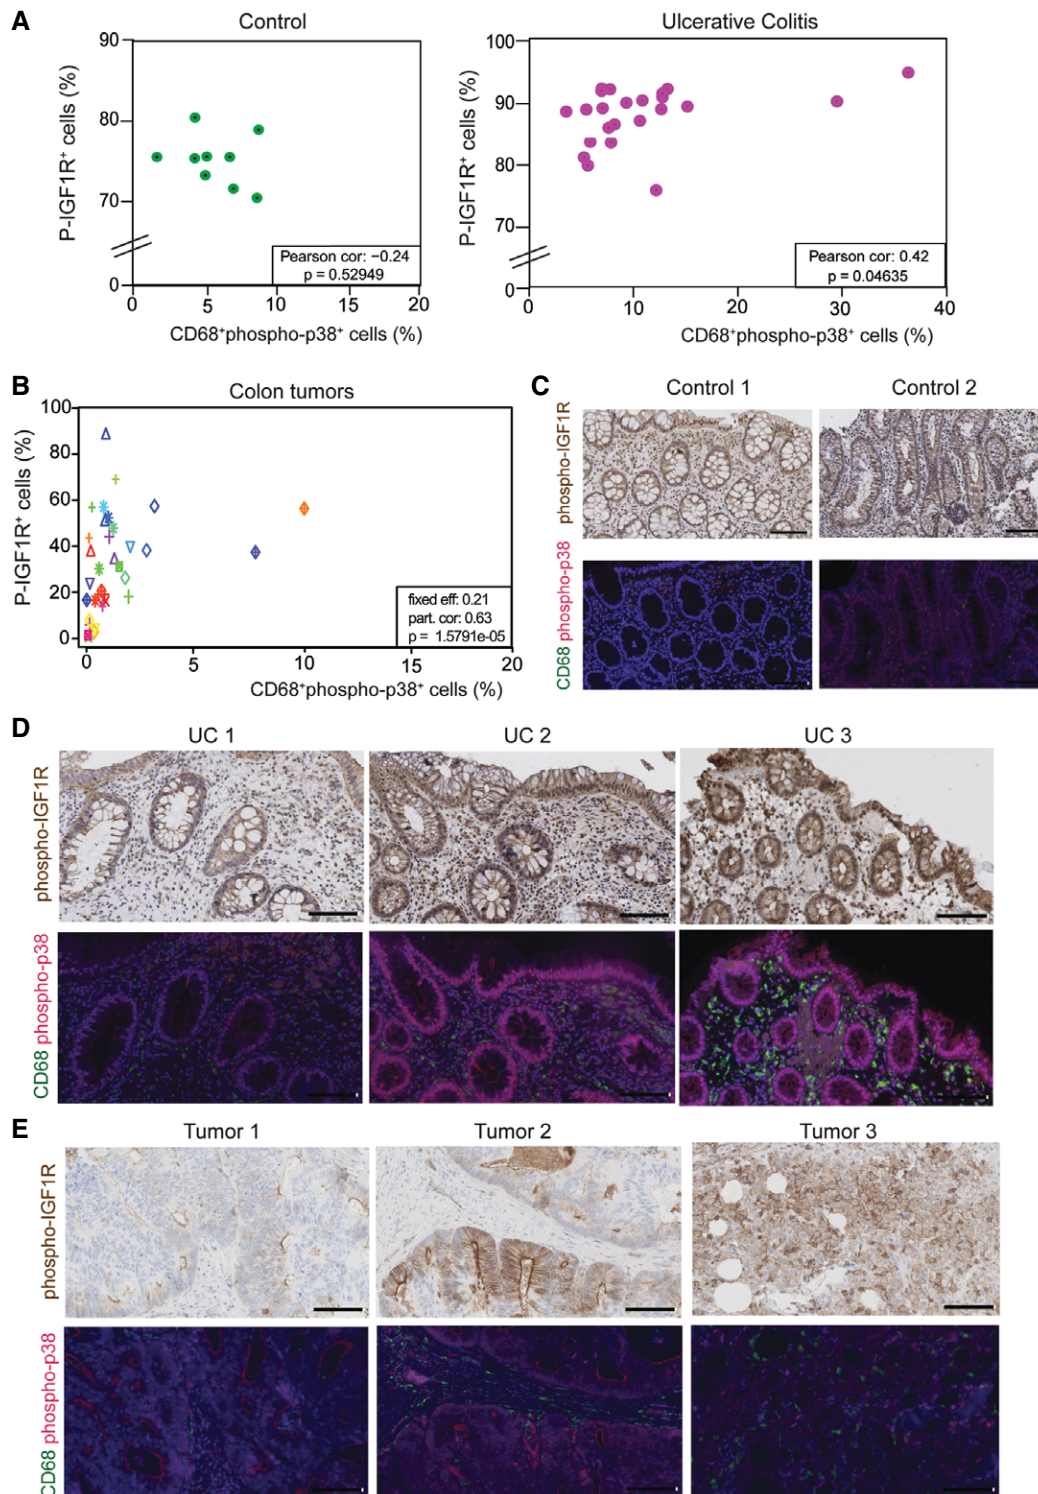 A
Control
Ulcerative Colitis
P-IGF1R⁺ cells (%)
90
80
70
0
0 5 10 15 20
Pearson cor: −0.24
p = 0.52949
CD68⁺phospho-p38⁺ cells (%)
P-IGF1R⁺ cells (%)
100
90
80
70
0
0 10 20 30 40
Pearson cor: 0.42
p = 0.04635
CD68⁺phospho-p38⁺ cells (%)
B
Colon tumors
P-IGF1R⁺ cells (%)
100
80
60
40
20
0
0 5 10 15 20
fixed eff: 0.21
part. cor: 0.63
p = 1.5791e-05
CD68⁺phospho-p38⁺ cells (%)
C
Control 1
Control 2
phospho-IGF1R
CD68 phospho-p38
D
UC 1
UC 2
UC 3
phospho-IGF1R
CD68 phospho-p38
E
Tumor 1
Tumor 2
Tumor 3
phospho-IGF1R
CD68 phospho-p38